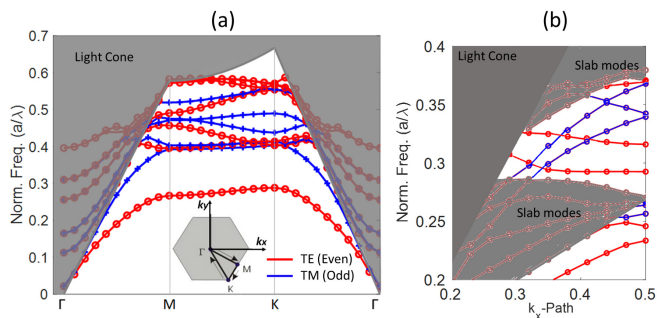 (a)
Light Cone
Norm. Freq. (a/λ)
0.7
0.6
0.5
0.4
0.3
0.2
0.1
0
Γ
M
K
Γ
ky
kx
Γ
M
K
TE (Even)
TM (Odd)
(b)
Light Cone
Slab modes
Slab modes
Norm. Freq. (a/λ)
0.4
0.35
0.3
0.25
0.2
0.2
0.3
0.4
0.5
kx-Path